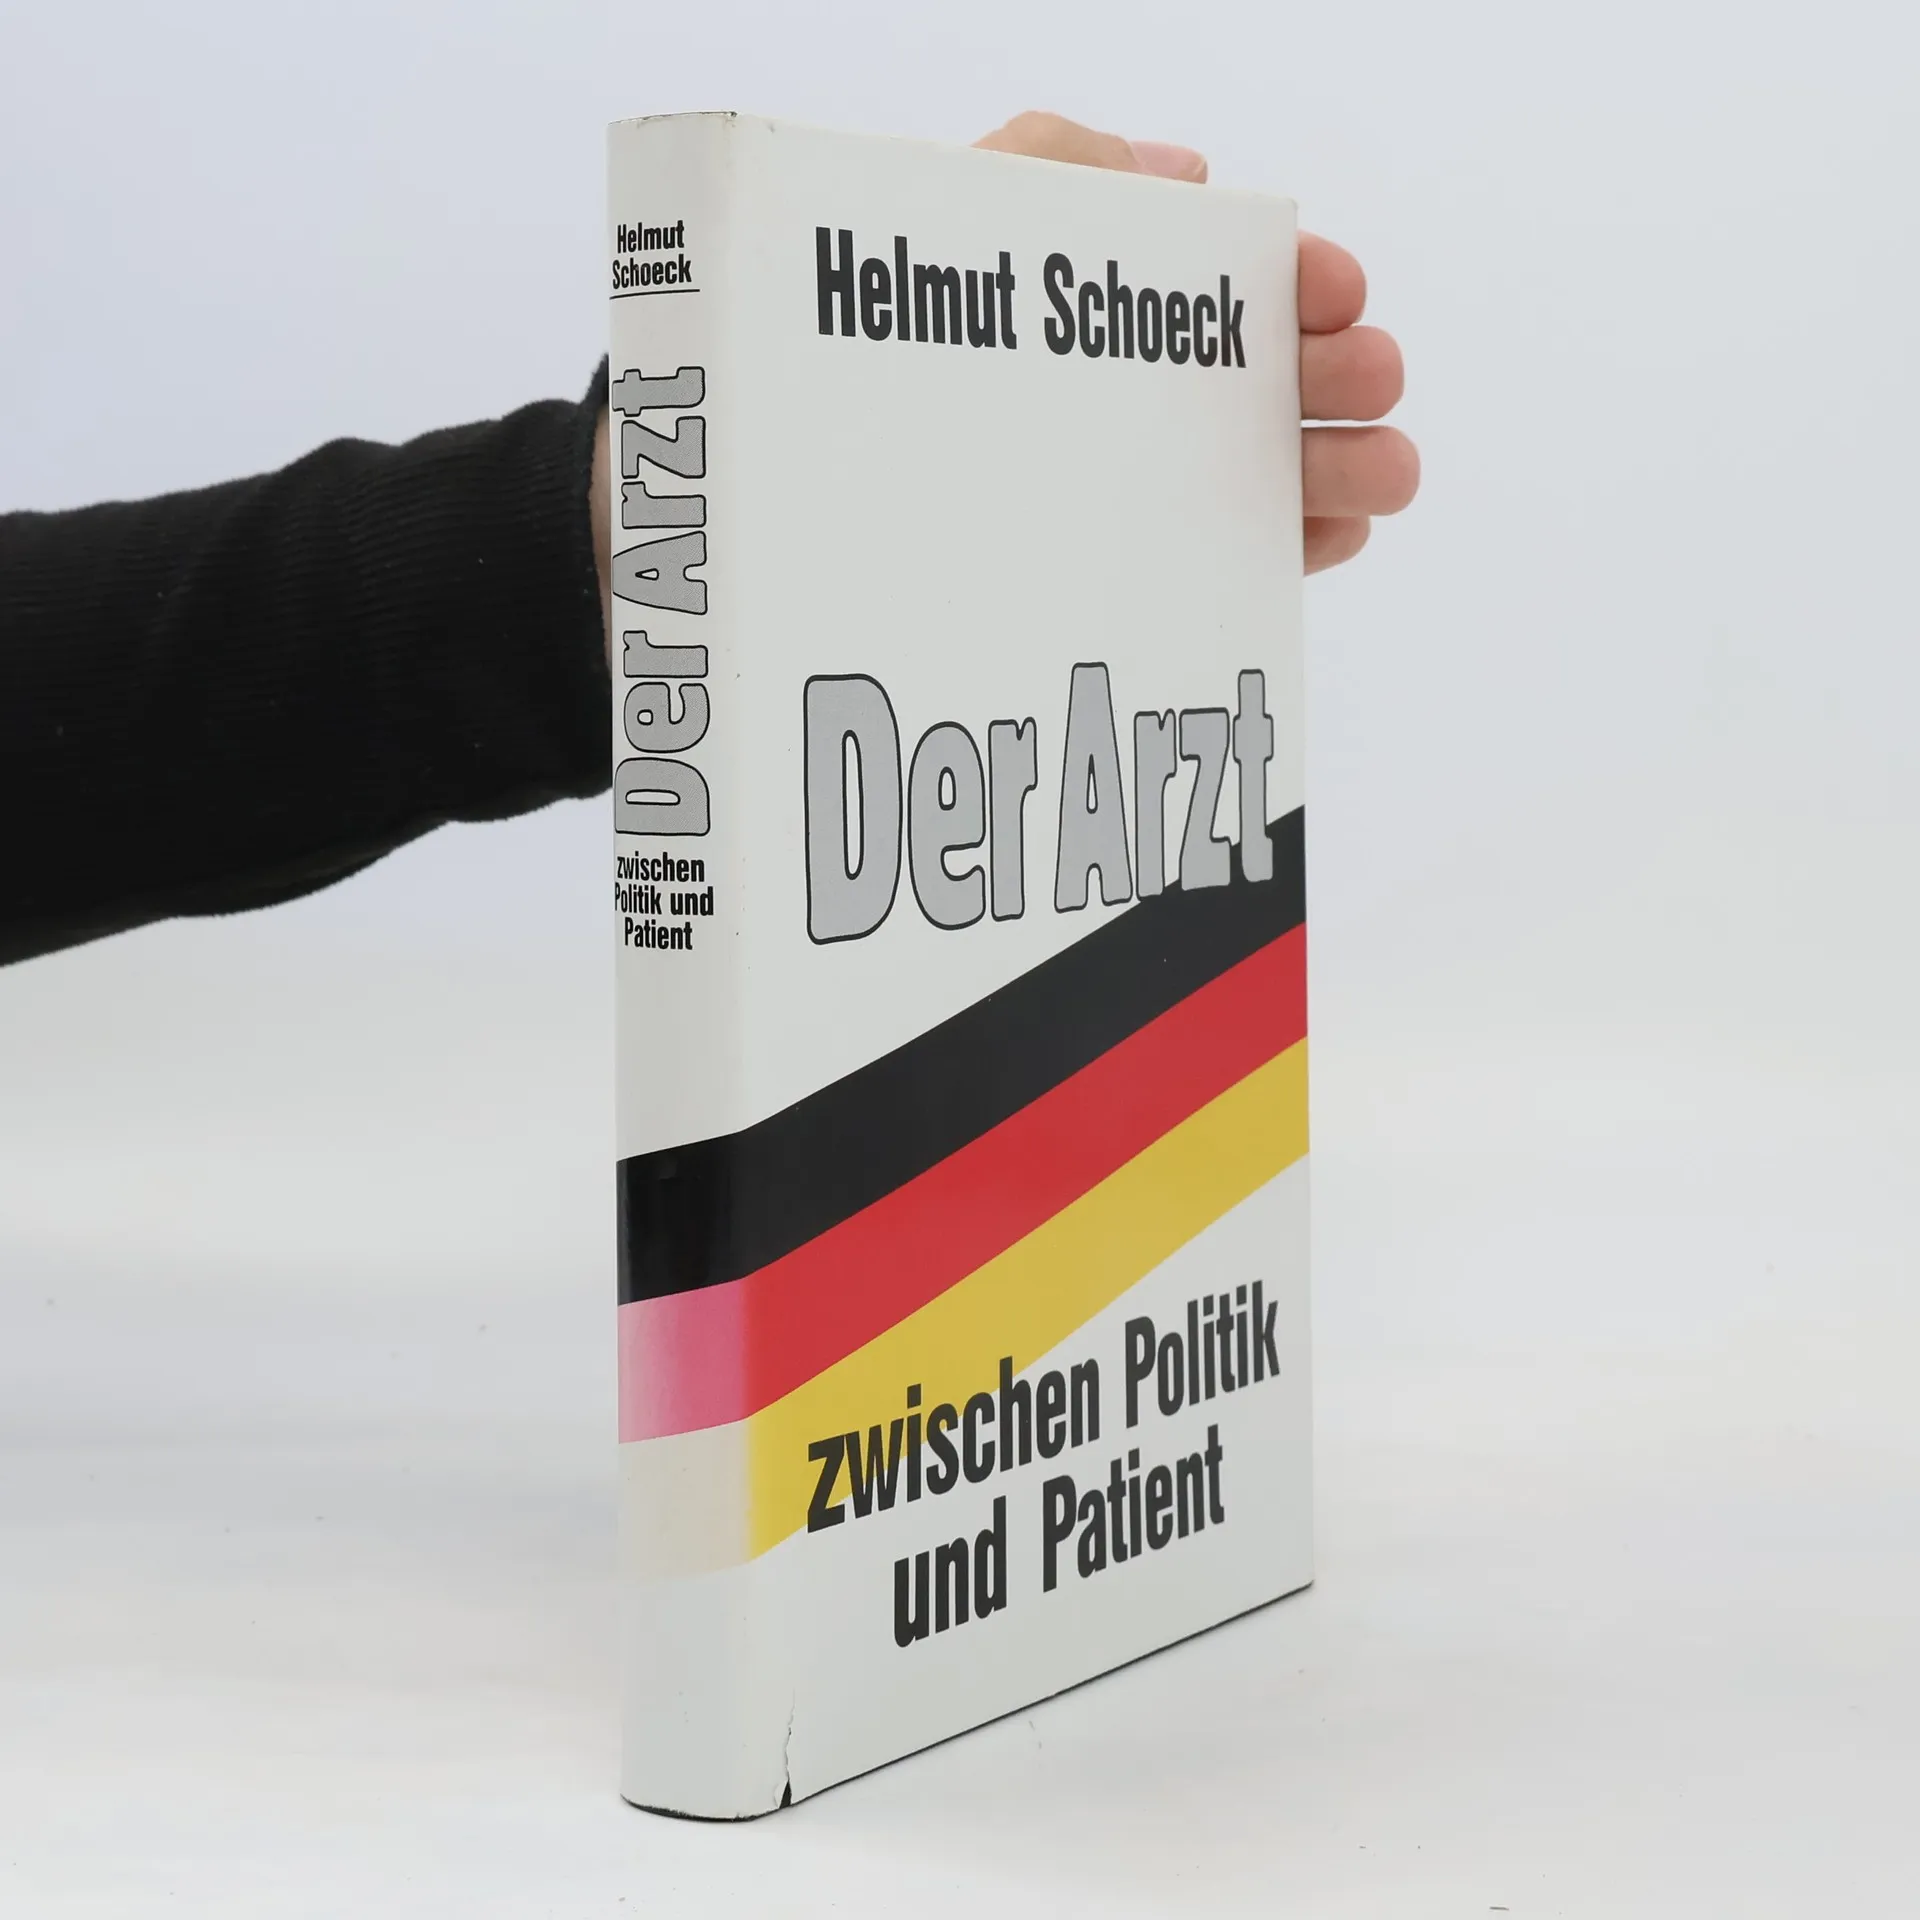 Helmut
Schoeck
Der Arzt
zwischen
Politik und
Patient
Helmut Schoeck
Der Arzt
zwischen Politik
und Patient